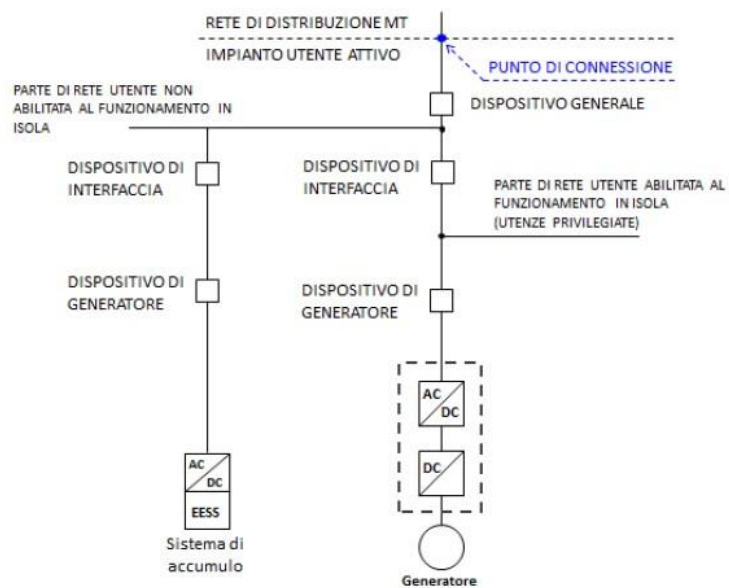 RETE DI DISTRIBUZIONE MT
IMPIANTO UTENTE ATTIVO
PUNTO DI CONNESSIONE
PARTE DI RETE UTENTE NON
ABILITATA AL FUNZIONAMENTO IN
ISOLA
DISPOSITIVO GENERALE
DISPOSITIVO DI
INTERFACCIA
DISPOSITIVO DI
INTERFACCIA
PARTE DI RETE UTENTE ABILITATA AL
FUNZIONAMENTO IN ISOLA
(UTENZE PRIVILEGIATE)
DISPOSITIVO DI
GENERATORE
DISPOSITIVO DI
GENERATORE
AC
DC
DC
AC
DC
EESS
Sistema di
accumulo
Generatore